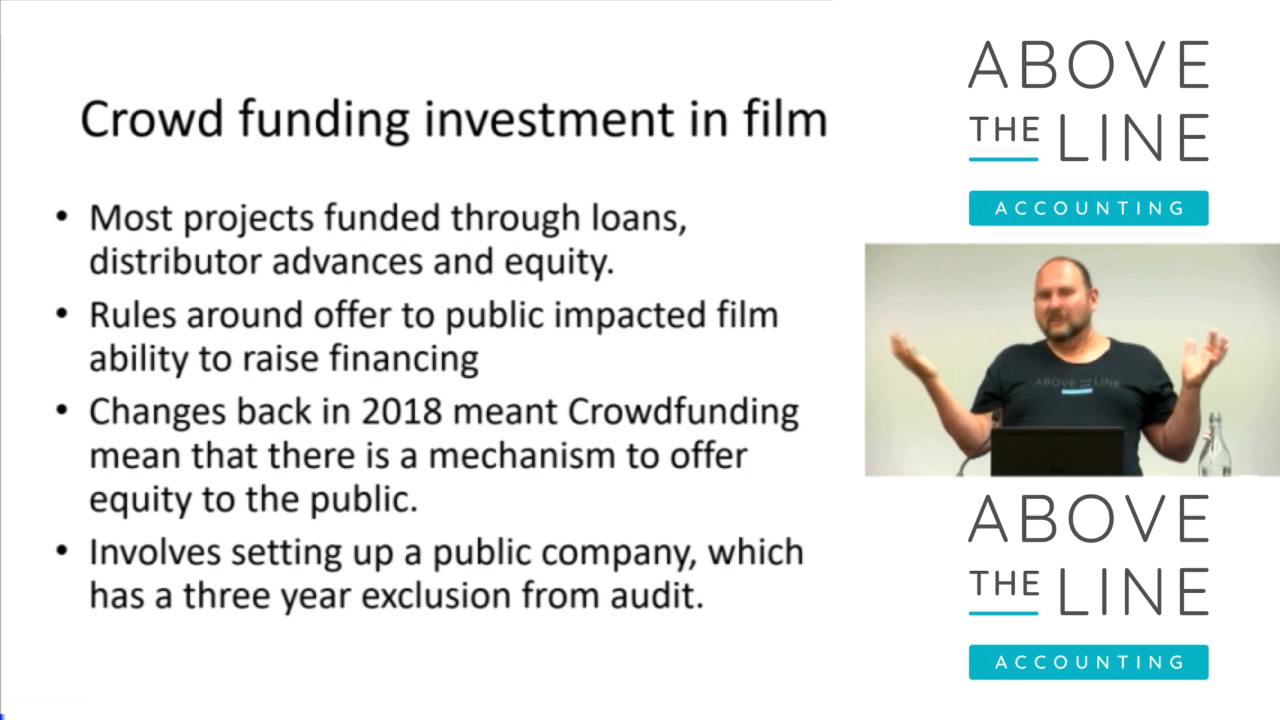 Crowd funding investment in film
• Most projects funded through loans,
distributor advances and equity.
• Rules around offer to public impacted film
ability to raise financing
• Changes back in 2018 meant Crowdfunding
mean that there is a mechanism to offer
equity to the public.
• Involves setting up a public company, which
has a three year exclusion from audit.
ABOVE
THE LINE
ACCOUNTING
ABOVE THE LINE
ABOVE
THE LINE
ACCOUNTING